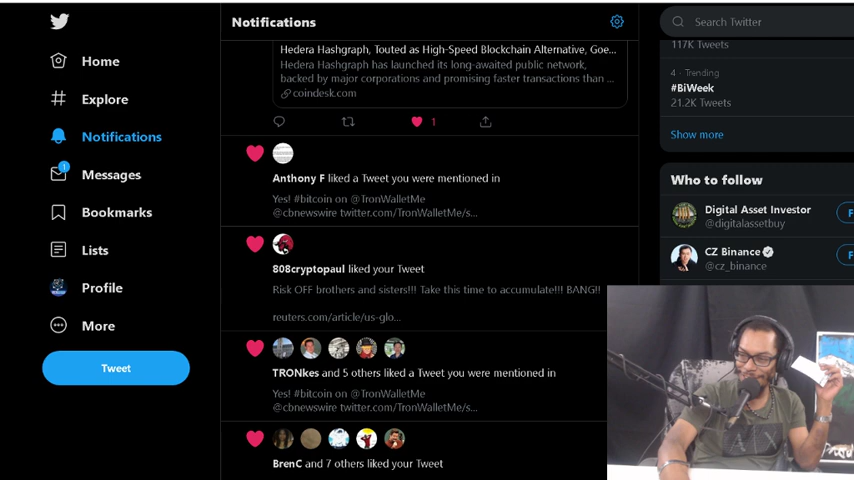 Home
Explore
Notifications
1
Messages
Bookmarks
Lists
Profile
More
Tweet
Notifications
Hedera Hashgraph, Touted as High-Speed Blockchain Alternative, Goe...
Hedera Hashgraph has launched its long-awaited public network,
backed by major corporations and promising faster transactions than ...
coindesk.com
1
Anthony F liked a Tweet you were mentioned in
Yes! #bitcoin on @TronWalletMe
@cbnewswire twitter.com/TronWalletMe/s...
808cryptopaul liked your Tweet
Risk OFF brothers and sisters!!! Take this time to accumulate!!! BANG!!
reuters.com/article/us-glo...
TRONkes and 5 others liked a Tweet you were mentioned in
Yes! #bitcoin on @TronWalletMe
@cbnewswire twitter.com/TronWalletMe/s...
BrenC and 7 others liked your Tweet
Search Twitter
117K Tweets
4 · Trending
#BiWeek
21.2K Tweets
Show more
Who to follow
Digital Asset Investor
@digitalassetbuy
F
CZ Binance
@cz_binance
F